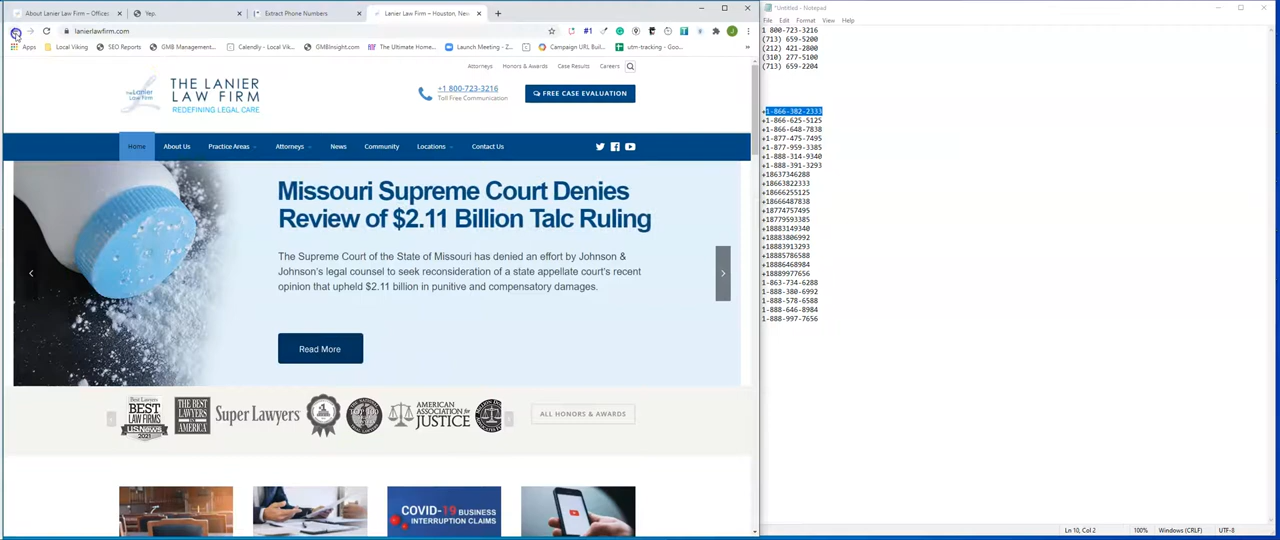 About Lanier Law Firm – Offices
Yep.
Extract Phone Numbers
Lanier Law Firm – Houston, New
lanierlawfirm.com
#1
Apps
Local Viking
SEO Reports
GMB Management...
Calendly - Local Vik...
GMBInsight.com
The Ultimate Home...
Launch Meeting - Z...
Campaign URL Buil...
utm-tracking - Goo...
Attorneys
Honors & Awards
Case Results
Careers
THE LANIER
LAW FIRM
REDEFINING LEGAL CARE
The Lanier
Law Firm
+1 800-723-3216
Toll Free Communication
FREE CASE EVALUATION
Home
About Us
Practice Areas
Attorneys
News
Community
Locations
Contact Us
Missouri Supreme Court Denies
Review of $2.11 Billion Talc Ruling
The Supreme Court of the State of Missouri has denied an effort by Johnson &
Johnson's legal counsel to seek reconsideration of a state appellate court's recent
opinion that upheld $2.11 billion in punitive and compensatory damages.
Read More
Best Lawyers
BEST
LAW FIRMS
U.S.News
2021
THE BEST
LAWYERS
IN
AMERICA
Super Lawyers
#1
TOP 100
AMERICAN
ASSOCIATION for
JUSTICE
ALL HONORS & AWARDS
COVID-19 BUSINESS
INTERRUPTION CLAIMS
*Untitled - Notepad
File Edit Format View Help
1 800-723-3216
(713) 659-5200
(212) 421-2800
(310) 277-5100
(713) 659-2204
+1-866-382-2333
+1-866-625-5125
+1-866-648-7838
+1-877-475-7495
+1-877-959-3385
+1-888-314-9340
+1-888-391-3293
+18637346288
+18663822333
+18666255125
+18666487838
+18774757495
+18779593385
+18883149340
+18883806992
+18883913293
+18885786588
+18886468984
+18889977656
1-863-734-6288
1-888-380-6992
1-888-578-6588
1-888-646-8984
1-888-997-7656
Ln 10, Col 2
100%
Windows (CRLF)
UTF-8